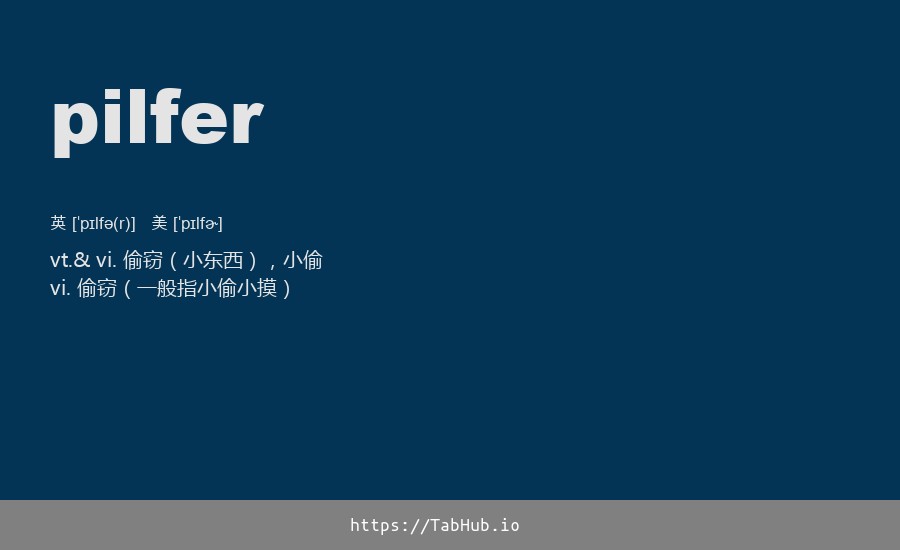 pilfer
英 [ˈpɪlfə(r)] 美 [ˈpɪlfɚ]
vt.& vi. 偷窃（小东西），小偷
vi. 偷窃（一般指小偷小摸）
https://TabHub.io